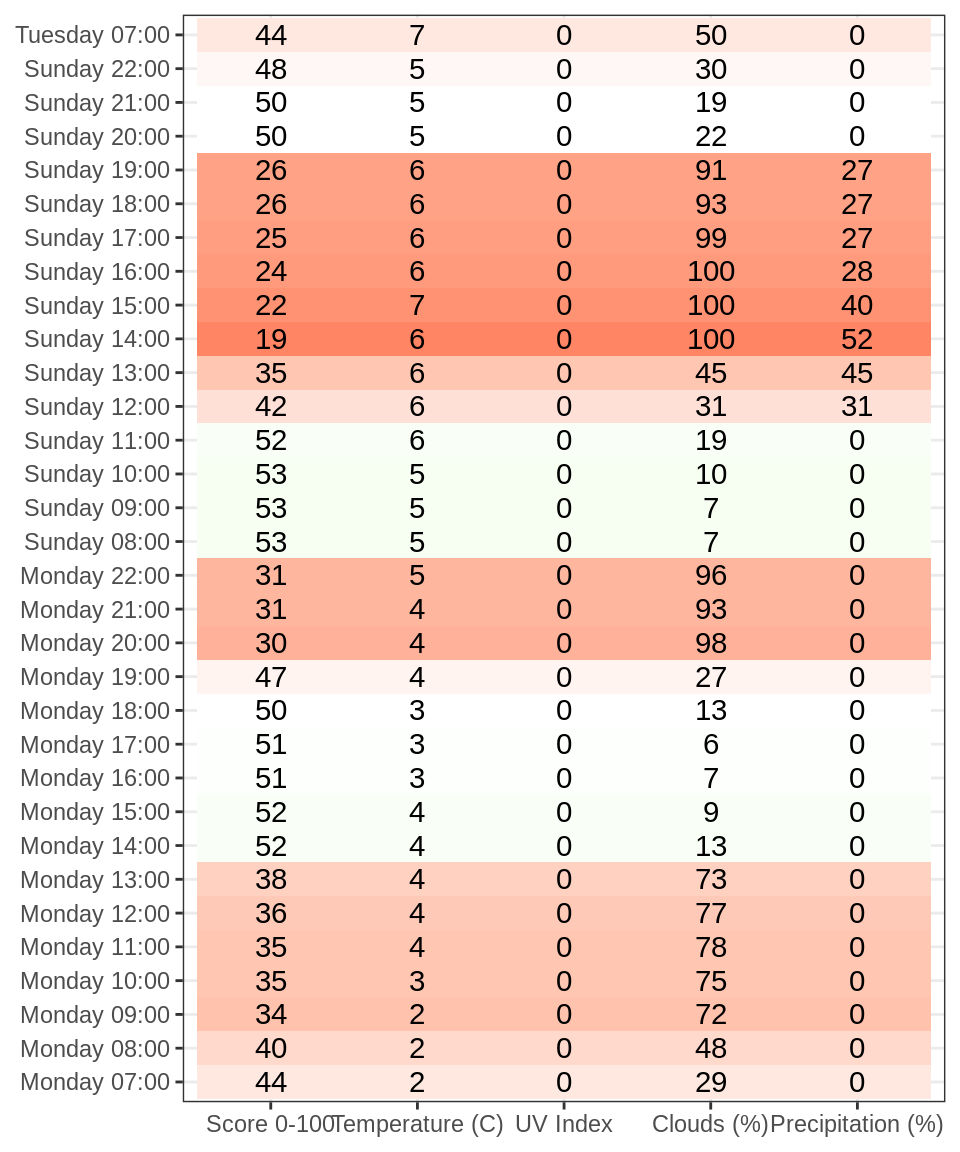 Tuesday 07:00 44 7 0 50 0
Sunday 22:00 48 5 0 30 0
Sunday 21:00 50 5 0 19 0
Sunday 20:00 50 5 0 22 0
Sunday 19:00 26 6 0 91 27
Sunday 18:00 26 6 0 93 27
Sunday 17:00 25 6 0 99 27
Sunday 16:00 24 6 0 100 28
Sunday 15:00 22 7 0 100 40
Sunday 14:00 19 6 0 100 52
Sunday 13:00 35 6 0 45 45
Sunday 12:00 42 6 0 31 31
Sunday 11:00 52 6 0 19 0
Sunday 10:00 53 5 0 10 0
Sunday 09:00 53 5 0 7 0
Sunday 08:00 53 5 0 7 0
Monday 22:00 31 5 0 96 0
Monday 21:00 31 4 0 93 0
Monday 20:00 30 4 0 98 0
Monday 19:00 47 4 0 27 0
Monday 18:00 50 3 0 13 0
Monday 17:00 51 3 0 6 0
Monday 16:00 51 3 0 7 0
Monday 15:00 52 4 0 9 0
Monday 14:00 52 4 0 13 0
Monday 13:00 38 4 0 73 0
Monday 12:00 36 4 0 77 0
Monday 11:00 35 4 0 78 0
Monday 10:00 35 3 0 75 0
Monday 09:00 34 2 0 72 0
Monday 08:00 40 2 0 48 0
Monday 07:00 44 2 0 29 0
Score 0-100 Temperature (C) UV Index Clouds (%) Precipitation (%)